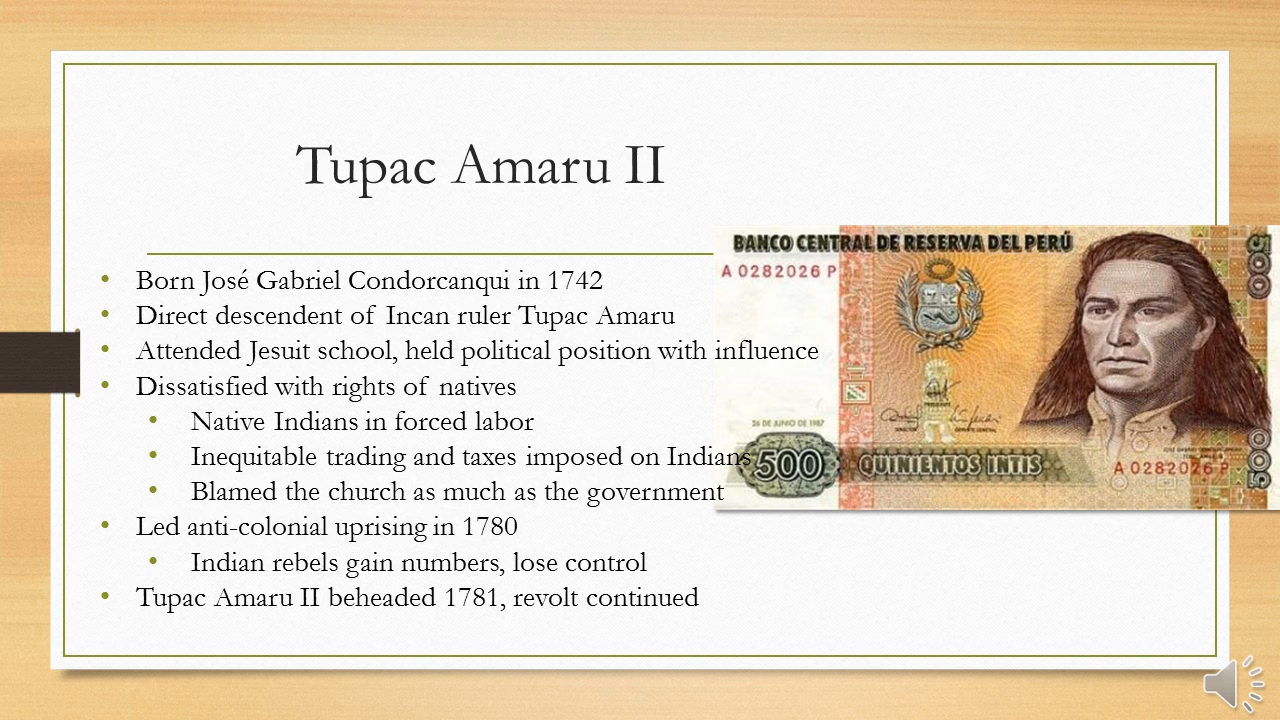 Tupac Amaru II
• Born José Gabriel Condorcanqui in 1742
• Direct descendent of Incan ruler Tupac Amaru
• Attended Jesuit school, held political position with influence
• Dissatisfied with rights of natives
• Native Indians in forced labor
• Inequitable trading and taxes imposed on Indians
• Blamed the church as much as the government
• Led anti-colonial uprising in 1780
• Indian rebels gain numbers, lose control
• Tupac Amaru II beheaded 1781, revolt continued
BANCO CENTRAL DE RESERVA DEL PERÚ
A 0282026 P
500
26 DE JUNIO DE 1987
500 QUINIENTOS INTIS
A 0282026 P
500